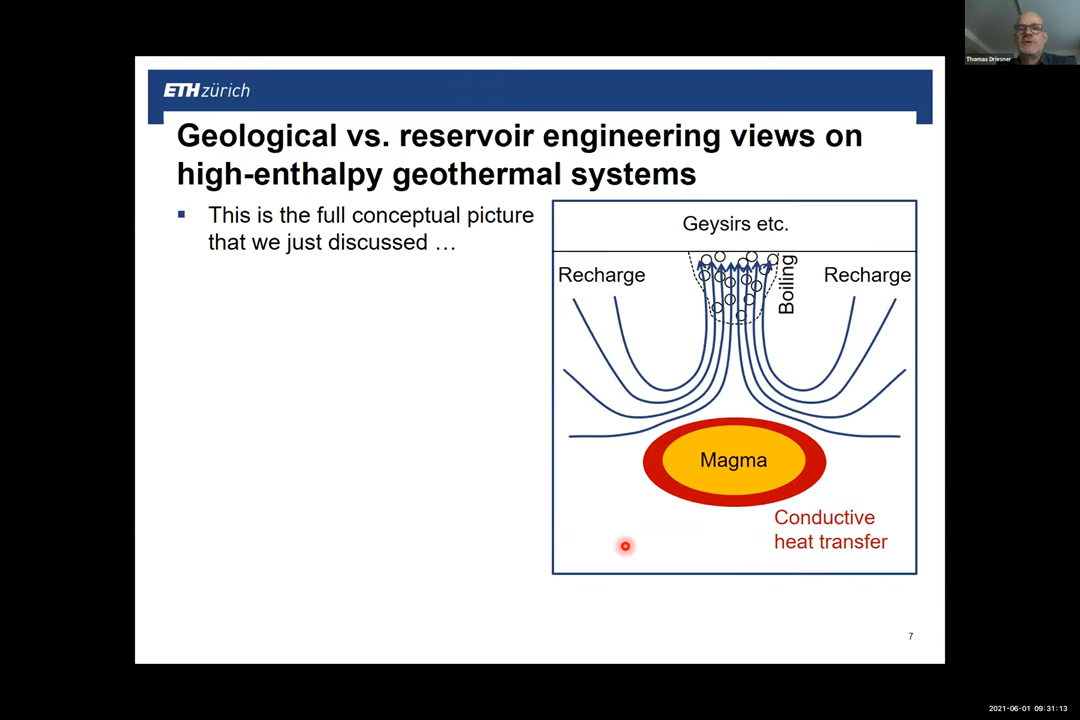 Thomas Driesner
ETH zürich
Geological vs. reservoir engineering views on
high-enthalpy geothermal systems
▪ This is the full conceptual picture
that we just discussed …
Geysirs etc.
Recharge
Boiling
Recharge
Magma
Conductive
heat transfer
7
2021-06-01 09:31:13